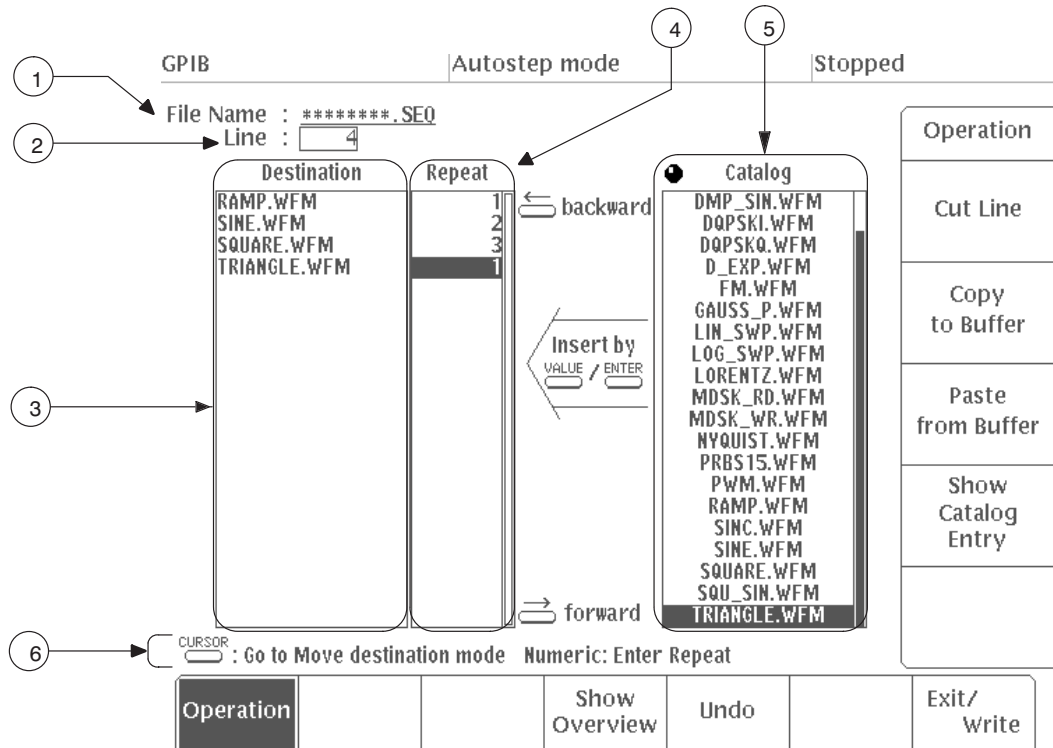 4
5
GPIB
Autostep mode
Stopped
1
File Name : ********.SEQ
2
Line : 4
Operation
Destination
Repeat
Catalog
RAMP.WFM 1
SINE.WFM 2
SQUARE.WFM 3
TRIANGLE.WFM 1
← backward
DMP_SIN.WFM
DQPSKI.WFM
DQPSKQ.WFM
D_EXP.WFM
FM.WFM
GAUSS_P.WFM
LIN_SWP.WFM
LOG_SWP.WFM
LORENTZ.WFM
MDSK_RD.WFM
MDSK_WR.WFM
NYQUIST.WFM
PRBS15.WFM
PWM.WFM
RAMP.WFM
SINC.WFM
SINE.WFM
SQUARE.WFM
SQU_SIN.WFM
TRIANGLE.WFM
Cut Line
Copy
to Buffer
Insert by
VALUE / ENTER
3
Paste
from Buffer
Show
Catalog
Entry
→ forward
6
CURSOR
: Go to Move destination mode Numeric: Enter Repeat
Operation
Show
Overview
Undo
Exit/
Write